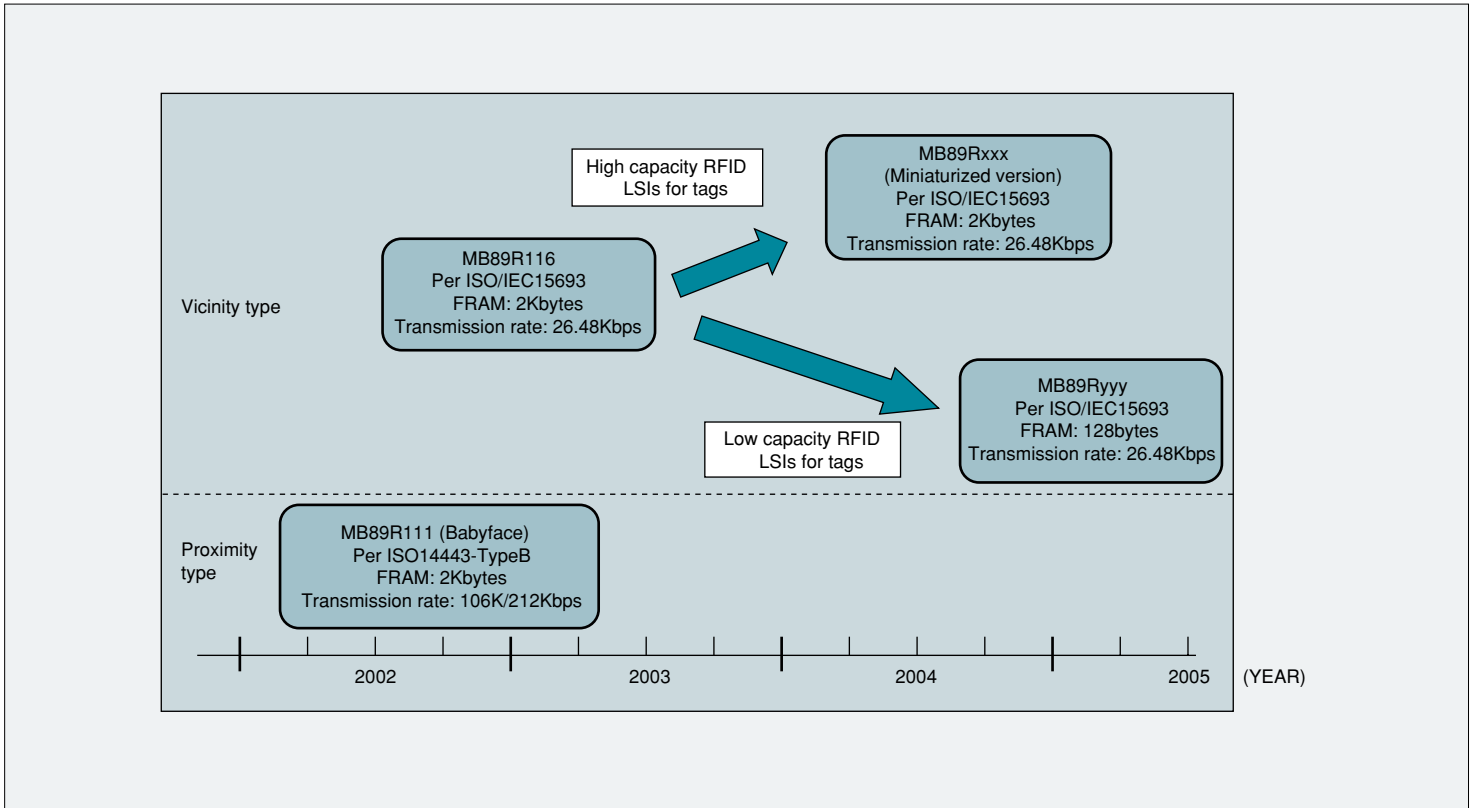 High capacity RFID
LSIs for tags
MB89Rxxx
(Miniaturized version)
Per ISO/IEC15693
FRAM: 2Kbytes
Transmission rate: 26.48Kbps
Vicinity type
MB89R116
Per ISO/IEC15693
FRAM: 2Kbytes
Transmission rate: 26.48Kbps
Low capacity RFID
LSIs for tags
MB89Ryyy
Per ISO/IEC15693
FRAM: 128bytes
Transmission rate: 26.48Kbps
Proximity
type
MB89R111 (Babyface)
Per ISO14443-TypeB
FRAM: 2Kbytes
Transmission rate: 106K/212Kbps
2002 2003 2004 2005 (YEAR)